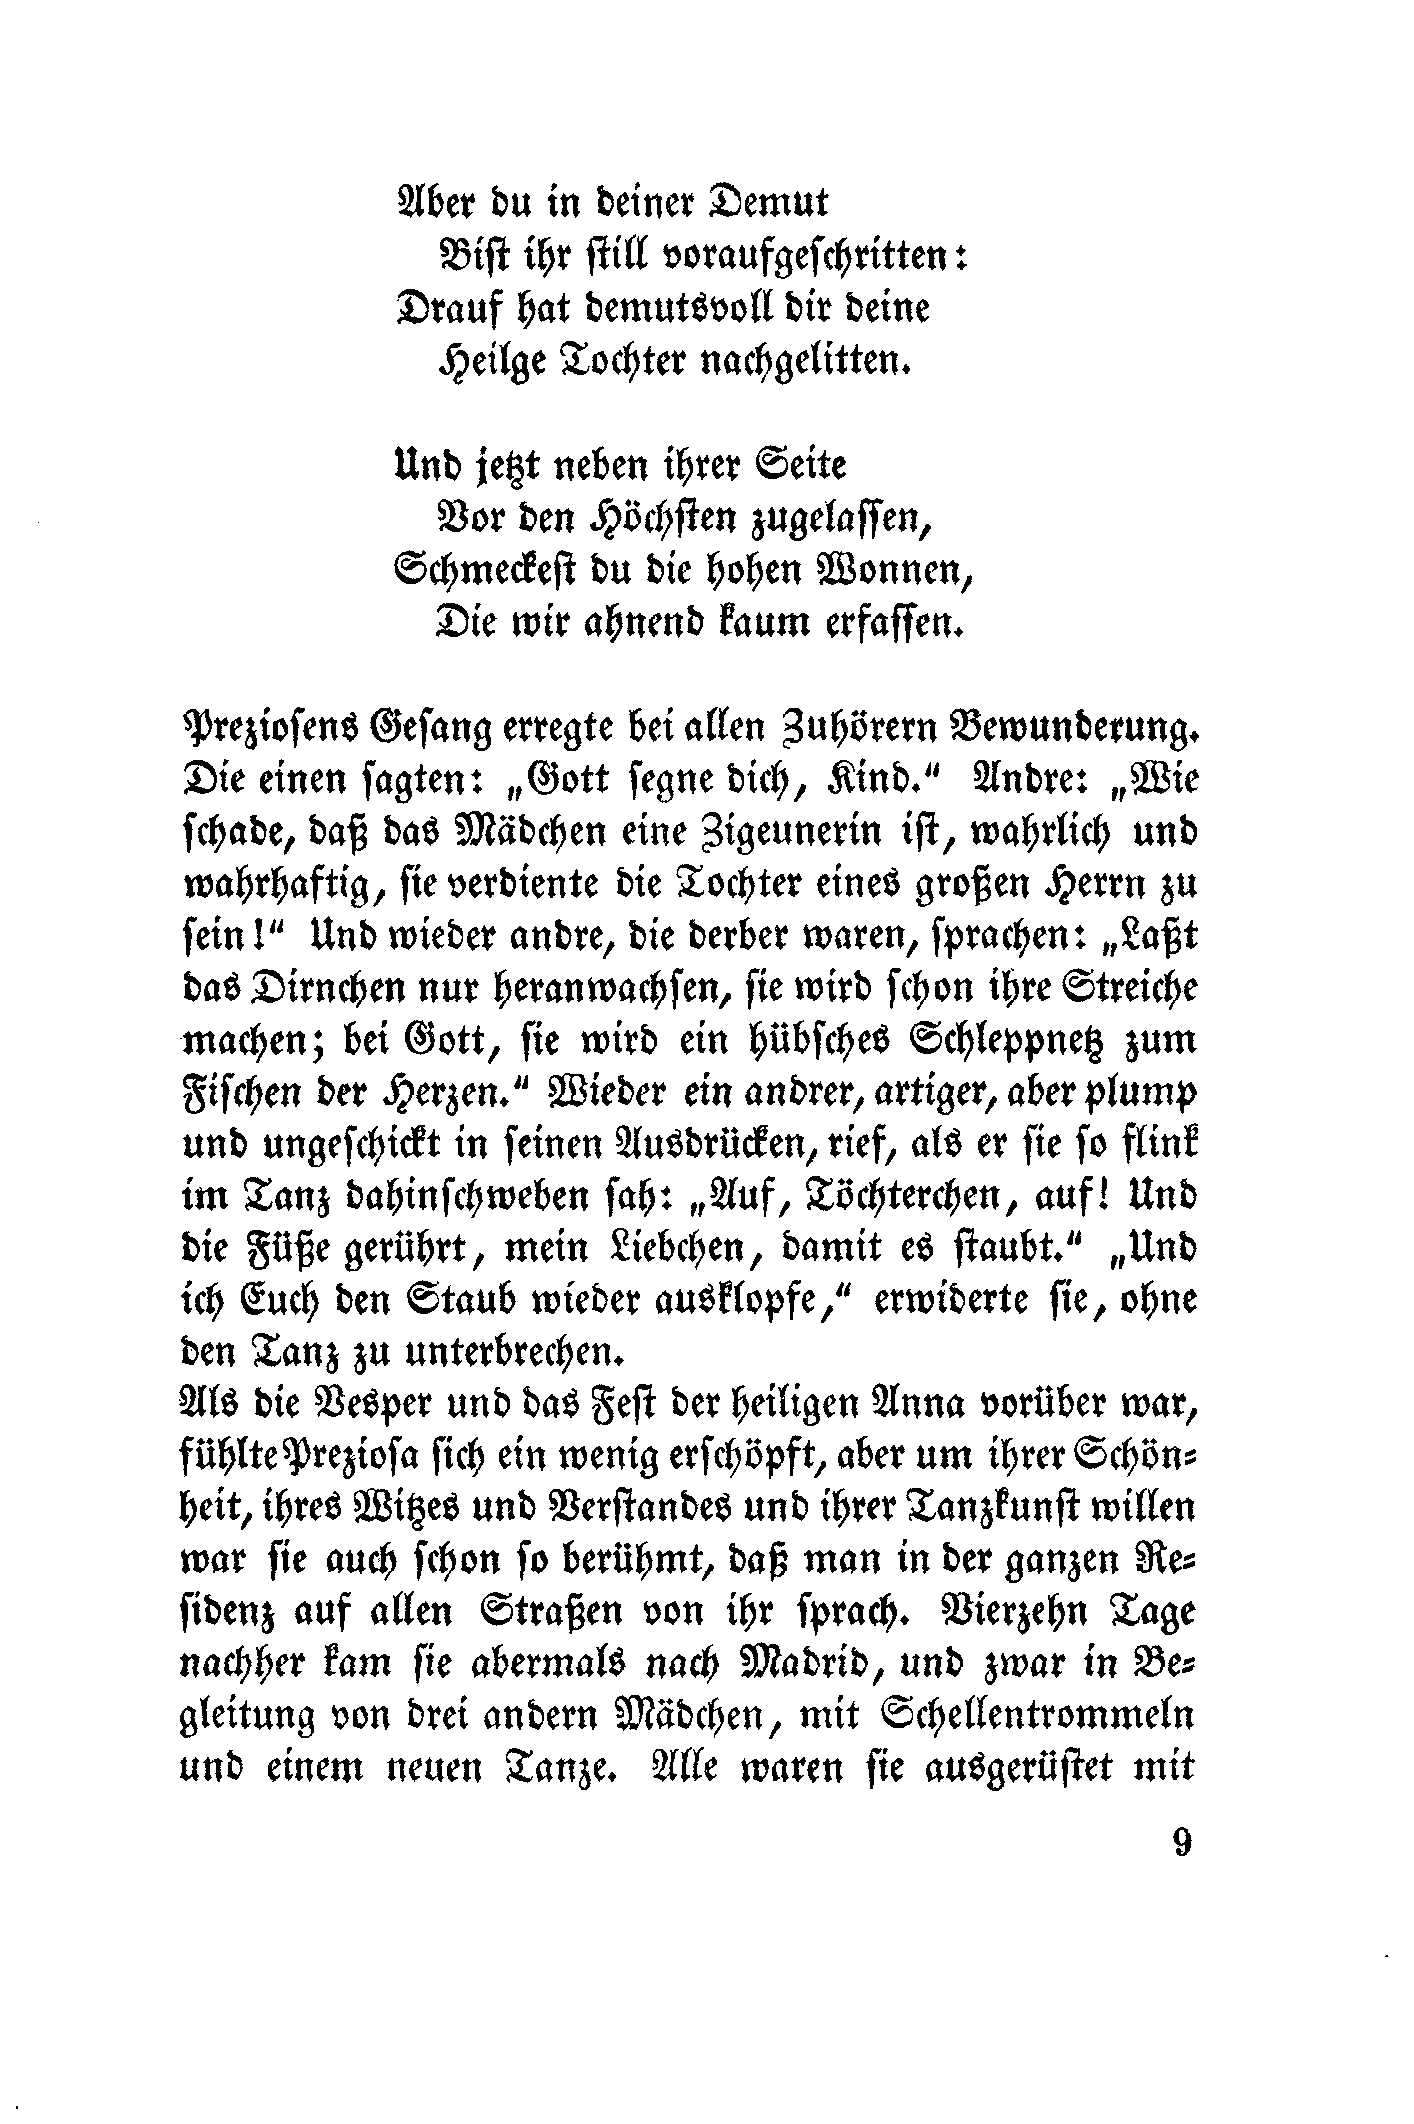 Aber du in deiner Demut
Bist ihr still voraufgeschritten:
Drauf hat demutsvoll dir deine
Heilge Tochter nachgelitten.

Und jetzt neben ihrer Seite
Vor den Höchsten zugelassen,
Schmeckest du die hohen Wonnen,
Die wir ahnend kaum erfassen.

Preziosens Gesang erregte bei allen Zuhörern Bewunderung.
Die einen sagten: „Gott segne dich, Kind.“ Andre: „Wie
schade, daß das Mädchen eine Zigeunerin ist, wahrlich und
wahrhaftig, sie verdiente die Tochter eines großen Herrn zu
sein!“ Und wieder andre, die derber waren, sprachen: „Laßt
das Dirnchen nur heranwachsen, sie wird schon ihre Streiche
machen; bei Gott, sie wird ein hübsches Schleppnetz zum
Fischen der Herzen.“ Wieder ein andrer, artiger, aber plump
und ungeschickt in seinen Ausdrücken, rief, als er sie so flink
im Tanz dahinschweben sah: „Auf, Töchterchen, auf! Und
die Füße gerührt, mein Liebchen, damit es staubt.“ „Und
ich Euch den Staub wieder ausklopfe,“ erwiderte sie, ohne
den Tanz zu unterbrechen.
Als die Vesper und das Fest der heiligen Anna vorüber war,
fühlte Preziosa sich ein wenig erschöpft, aber um ihrer Schön-
heit, ihres Witzes und Verstandes und ihrer Tanzkunst willen
war sie auch schon so berühmt, daß man in der ganzen Re-
sidenz auf allen Straßen von ihr sprach. Vierzehn Tage
nachher kam sie abermals nach Madrid, und zwar in Be-
gleitung von drei andern Mädchen, mit Schellentrommeln
und einem neuen Tanze. Alle waren sie ausgerüstet mit
9